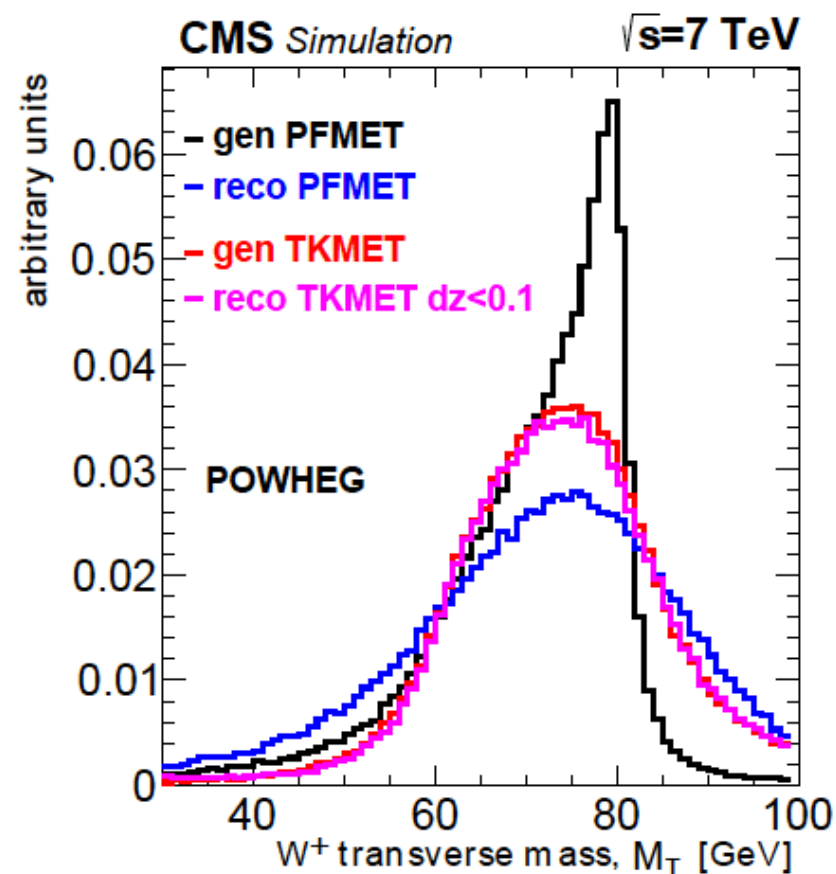 CMS Simulation √s=7 TeV
arbitrary units
gen PFMET
reco PFMET
gen TKMET
reco TKMET dz<0.1
POWHEG
0.06
0.05
0.04
0.03
0.02
0.01
0
40 60 80 100
W⁺ transverse mass, M_T [GeV]